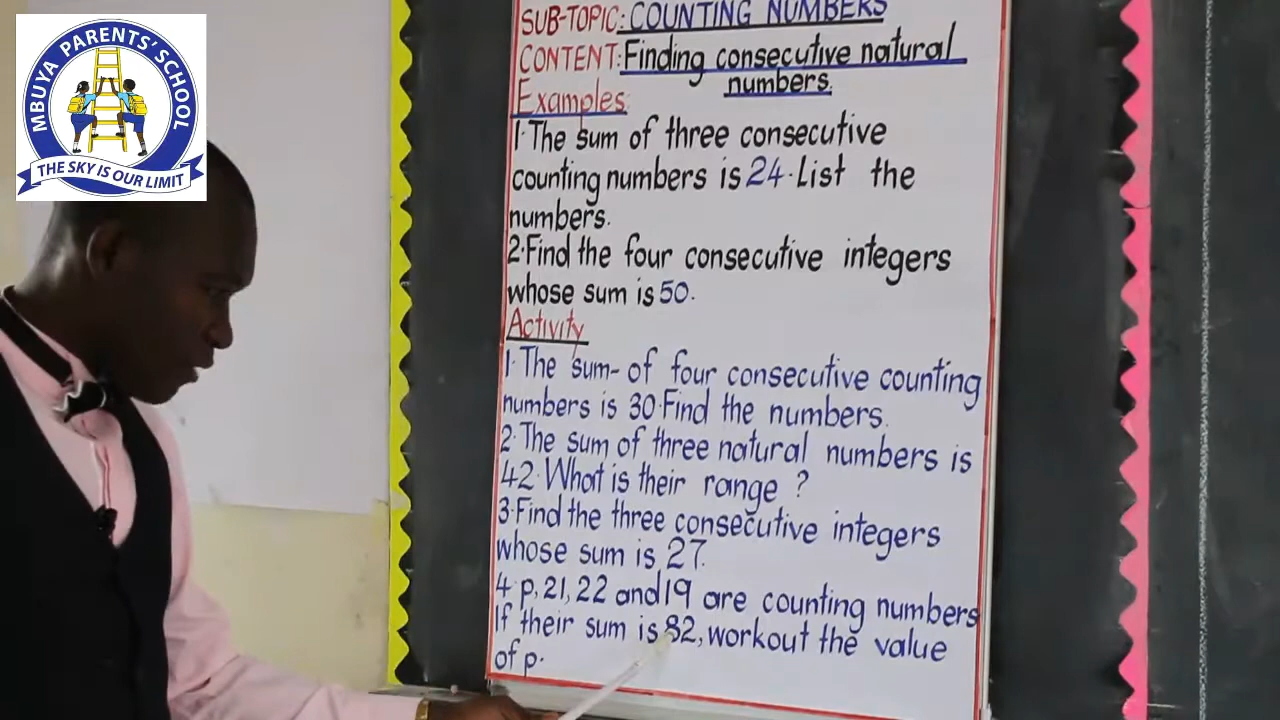 MBUYA PARENTS' SCHOOL
THE SKY IS OUR LIMIT
SUB-TOPIC: COUNTING NUMBERS
CONTENT: Finding consecutive natural
numbers.
Examples:
1. The sum of three consecutive
counting numbers is 24. List the
numbers.
2. Find the four consecutive integers
whose sum is 50.
Activity
1. The sum- of four consecutive counting
numbers is 30. Find the numbers.
2. The sum of three natural numbers is
42. What is their range ?
3. Find the three consecutive integers
whose sum is 27.
4. p, 21, 22 and 19 are counting numbers
If their sum is 82, workout the value
of p.